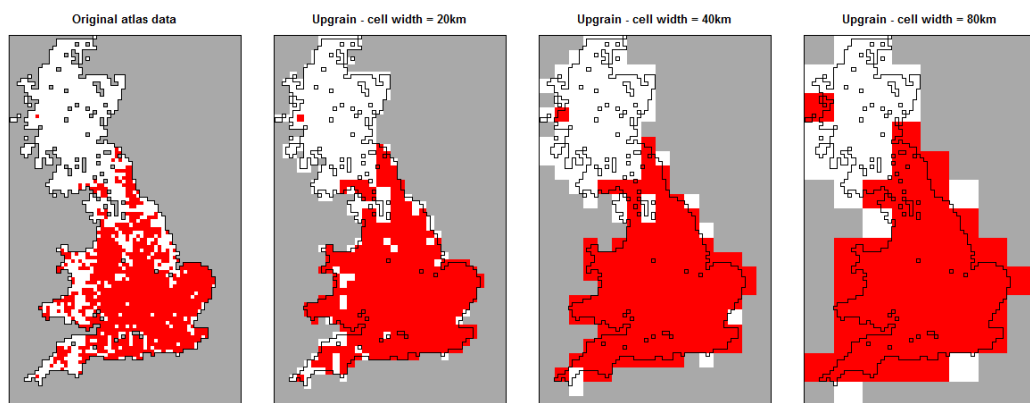 Original atlas data
Upgrain - cell width = 20km
Upgrain - cell width = 40km
Upgrain - cell width = 80km